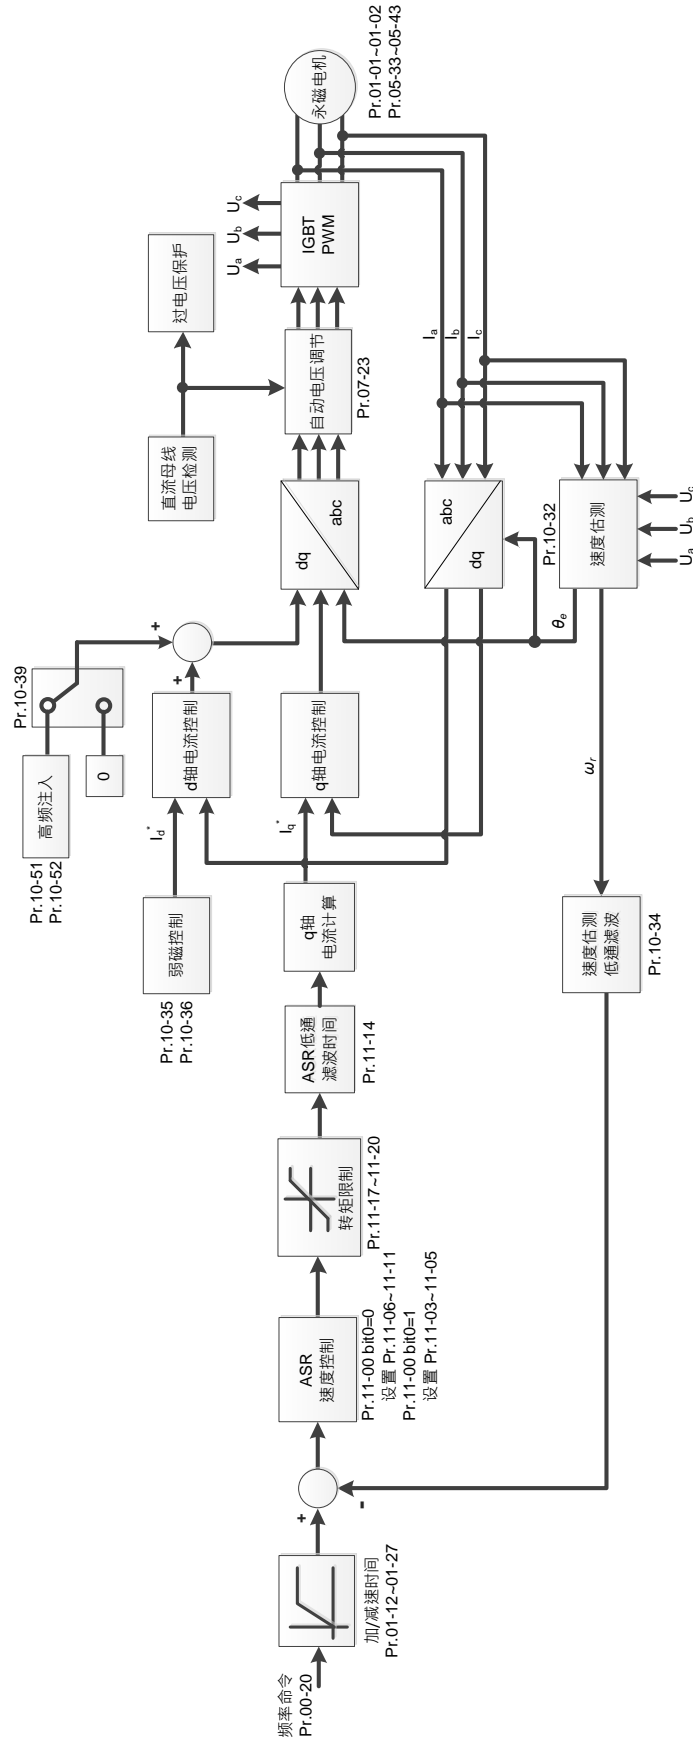 频率命令
Pr.00-20
加/减速时间
Pr.01-12~01-27
+
-
ASR
速度控制
Pr.11-00 bit0=0
设置 Pr.11-06~11-11
Pr.11-00 bit0=1
设置 Pr.11-03~11-05
转矩限制
Pr.11-17~11-20
ASR低通
滤波时间
Pr.11-14
q轴
电流计算
Iq*
弱磁控制
Pr.10-35
Pr.10-36
Id*
Pr.10-51
Pr.10-52
高频注入
0
Pr.10-39
d轴电流控制
+
+
q轴电流控制
dq
abc
直流母线
电压检测
过电压保护
自动电压调节
Pr.07-23
IGBT
PWM
Ua
Ub
Uc
永磁电机
Pr.01-01~01-02
Pr.05-33~05-43
Ia
Ib
Ic
abc
dq
Pr.10-32
速度估测
Ua
Ub
Uc
θe
ωr
速度估测
低通滤波
Pr.10-34